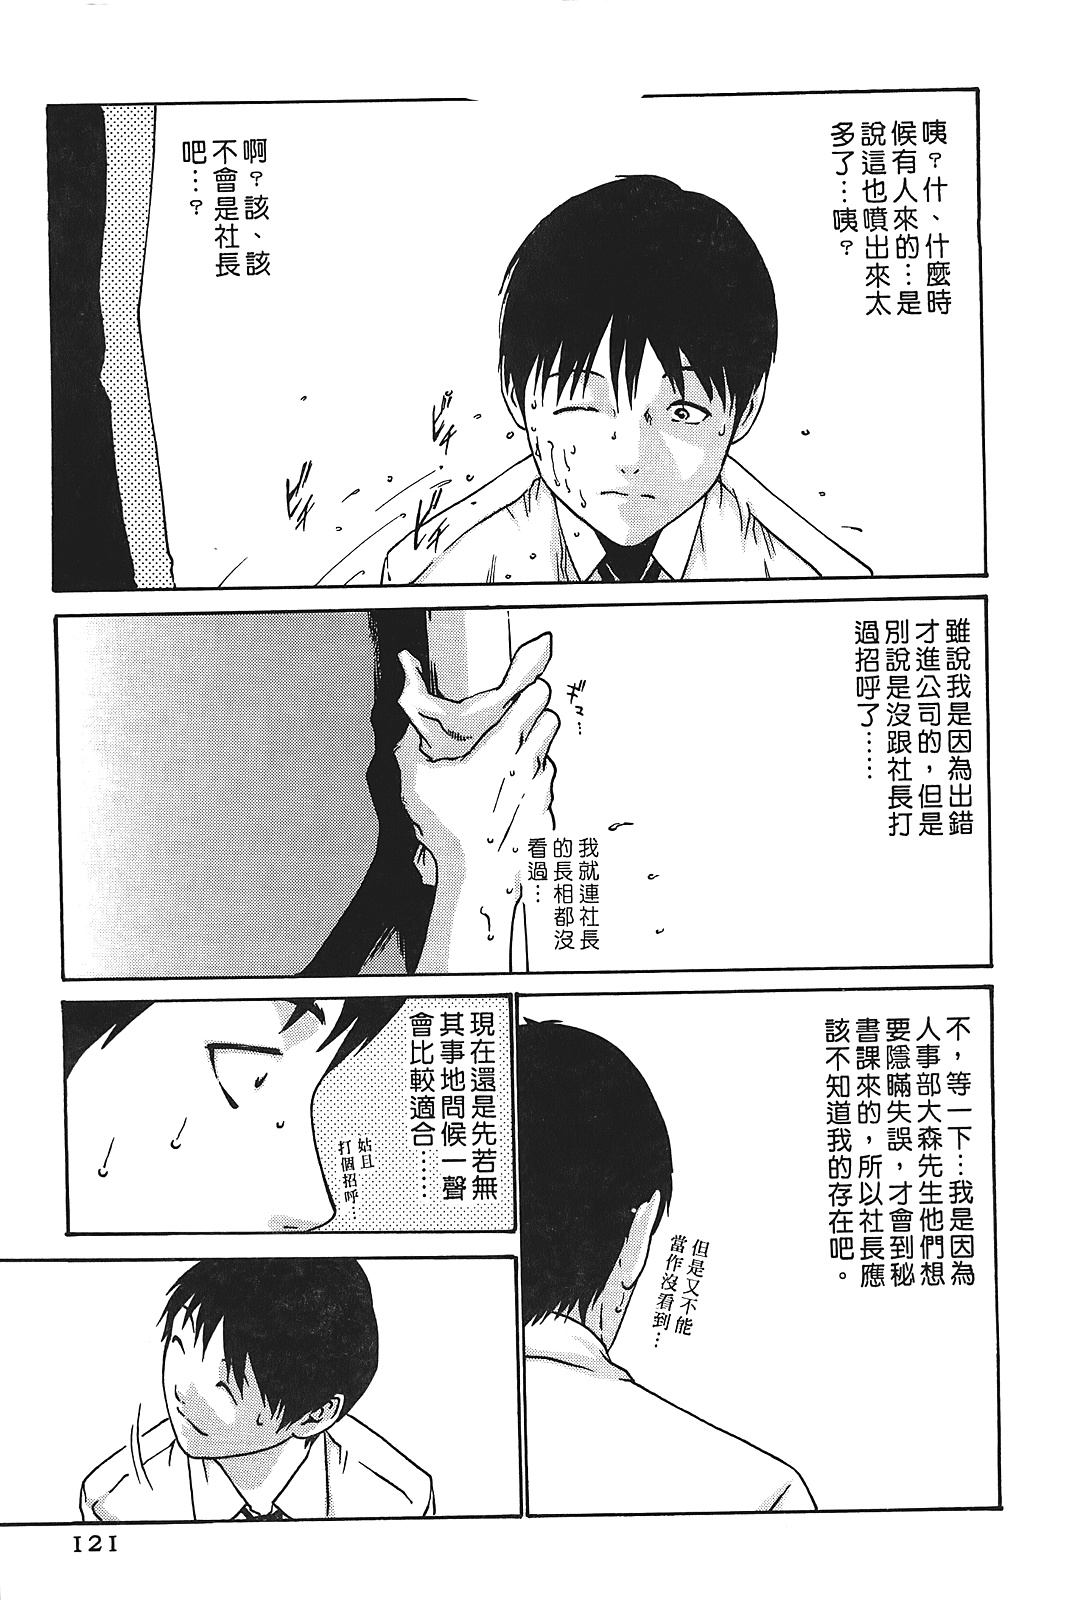 咦？什、什麼時
候有人來的…是
說這也噴出來太
多了…咦？
啊？該、該
不會是社長
吧…？
雖說我是因為出錯
才進公司的，但是
別說是沒跟社長打
過招呼了……
ギマ…
我就連社長
的長相都沒
看過…
不，等一下…我是因為
人事部大森先生他們想
要隱瞞失誤，才會到秘
書課來的，所以社長應
該不知道我的存在吧。
但是又不能
當作沒看到…
現在還是先若無
其事地問候一聲
會比較適合……
姑且
打個招呼…
121